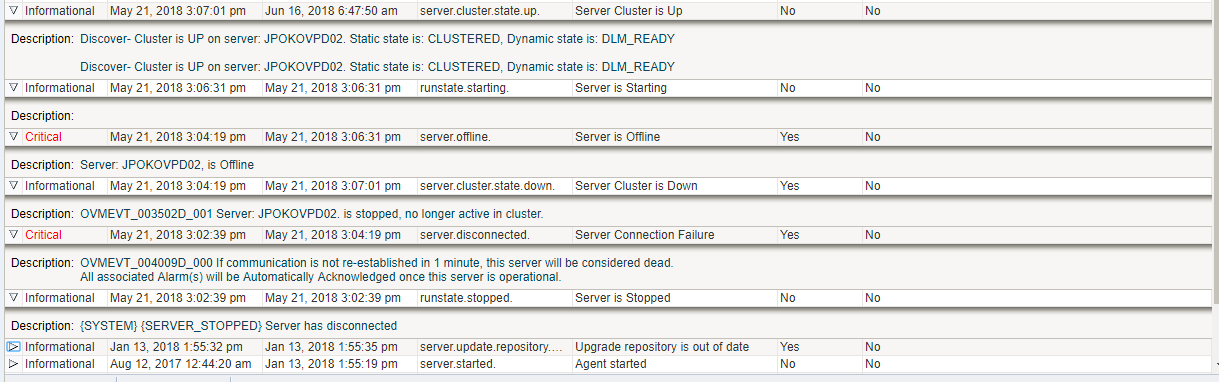 Informational May 21, 2018 3:07:01 pm Jun 16, 2018 6:47:50 am server.cluster.state.up. Server Cluster is Up No No
Description: Discover- Cluster is UP on server: JPOKOVPD02. Static state is: CLUSTERED, Dynamic state is: DLM_READY
Discover- Cluster is UP on server: JPOKOVPD02. Static state is: CLUSTERED, Dynamic state is: DLM_READY
Informational May 21, 2018 3:06:31 pm May 21, 2018 3:06:31 pm runstate.starting. Server is Starting No No
Description:
Critical May 21, 2018 3:04:19 pm May 21, 2018 3:06:31 pm server.offline. Server is Offline Yes No
Description: Server: JPOKOVPD02, is Offline
Informational May 21, 2018 3:04:19 pm May 21, 2018 3:07:01 pm server.cluster.state.down. Server Cluster is Down Yes No
Description: OVMEVT_003502D_001 Server: JPOKOVPD02. is stopped, no longer active in cluster.
Critical May 21, 2018 3:02:39 pm May 21, 2018 3:04:19 pm server.disconnected. Server Connection Failure Yes No
Description: OVMEVT_004009D_000 If communication is not re-established in 1 minute, this server will be considered dead.
All associated Alarm(s) will be Automatically Acknowledged once this server is operational.
Informational May 21, 2018 3:02:39 pm May 21, 2018 3:02:39 pm runstate.stopped. Server is Stopped No No
Description: {SYSTEM} {SERVER_STOPPED} Server has disconnected
Informational Jan 13, 2018 1:55:32 pm Jan 13, 2018 1:55:35 pm server.update.repository.... Upgrade repository is out of date Yes No
Informational Aug 12, 2017 12:44:20 am Jan 13, 2018 1:55:19 pm server.started. Agent started No No